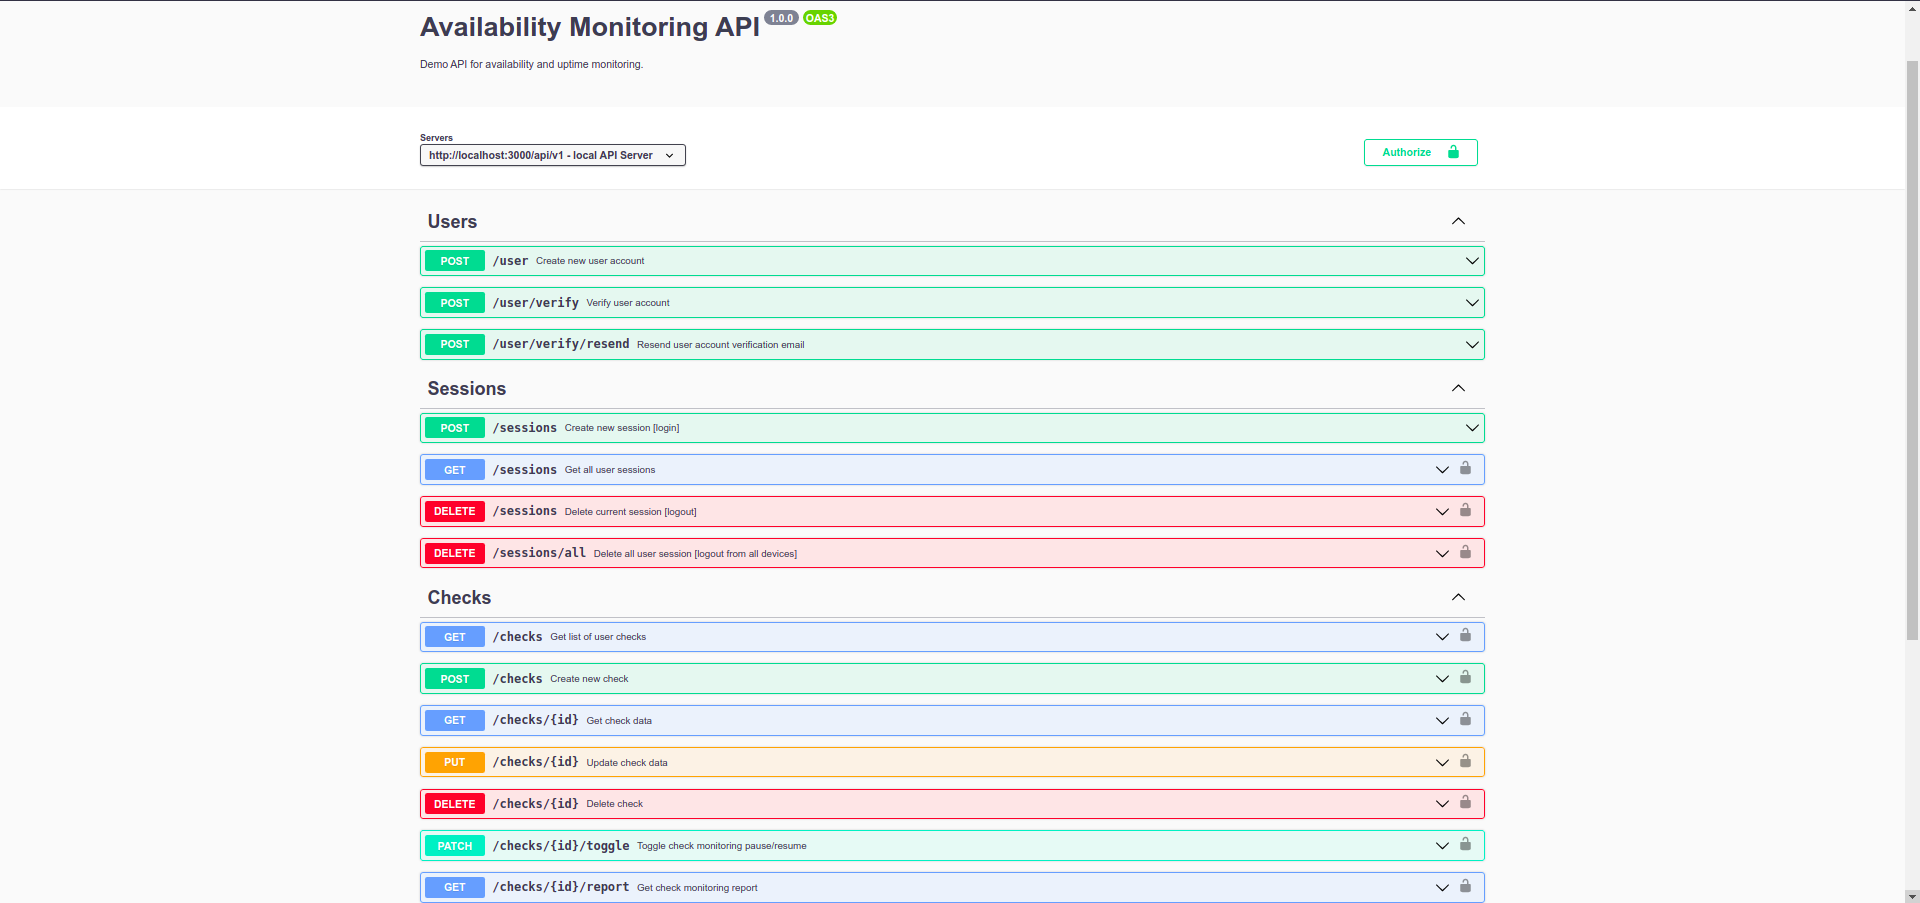 Availability Monitoring API 1.0.0 OAS3
Demo API for availability and uptime monitoring.
Servers
http://localhost:3000/api/v1 - local API Server
Authorize
Users
POST /user Create new user account
POST /user/verify Verify user account
POST /user/verify/resend Resend user account verification email
Sessions
POST /sessions Create new session [login]
GET /sessions Get all user sessions
DELETE /sessions Delete current session [logout]
DELETE /sessions/all Delete all user session [logout from all devices]
Checks
GET /checks Get list of user checks
POST /checks Create new check
GET /checks/{id} Get check data
PUT /checks/{id} Update check data
DELETE /checks/{id} Delete check
PATCH /checks/{id}/toggle Toggle check monitoring pause/resume
GET /checks/{id}/report Get check monitoring report